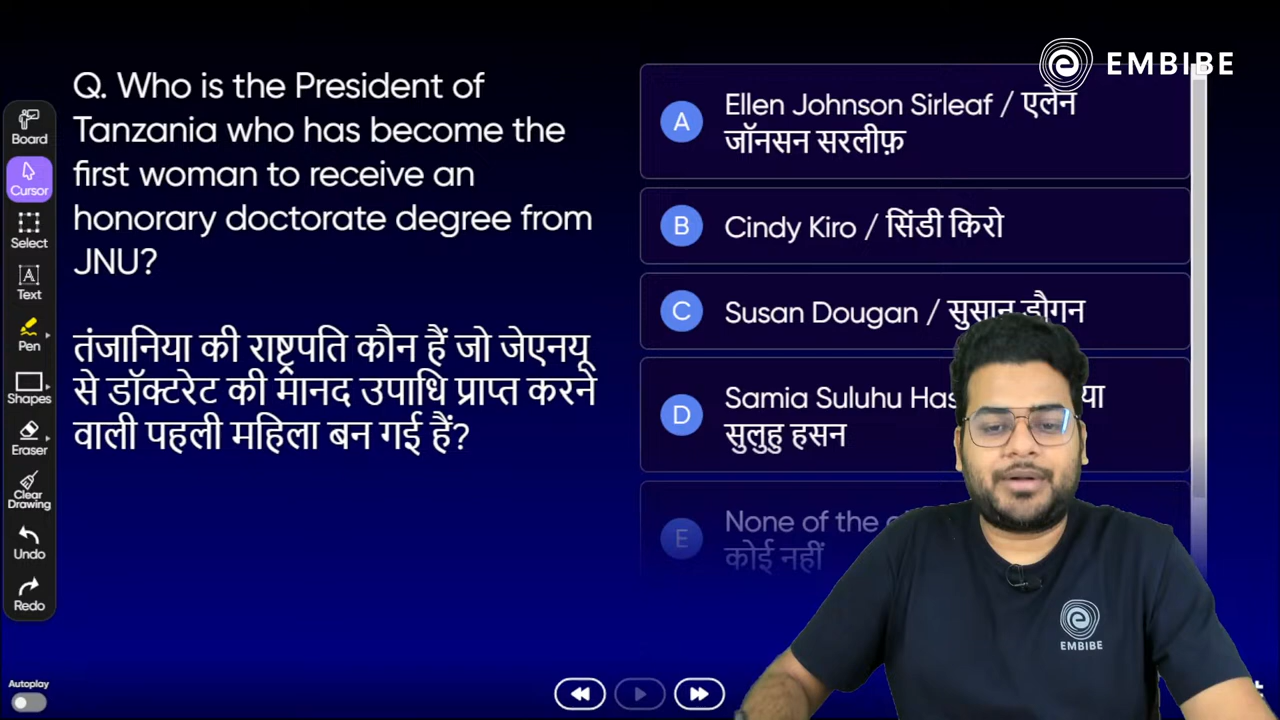 EMBIBE
Q. Who is the President of
Tanzania who has become the
first woman to receive an
honorary doctorate degree from
JNU?
तंजानिया की राष्ट्रपति कौन हैं जो जेएनयू
से डॉक्टरेट की मानद उपाधि प्राप्त करने
वाली पहली महिला बन गई हैं?
A
Ellen Johnson Sirleaf / एलेन
जॉनसन सरलीफ़
B
Cindy Kiro / सिंडी किरो
C
Susan Dougan / सुसान डौगन
D
Samia Suluhu
सुलुहु हसन
E
None of the
कोई नहीं
Board
Cursor
Select
Text
Pen
Shapes
Eraser
Clear
Drawing
Undo
Redo
Autoplay
EMBIBE